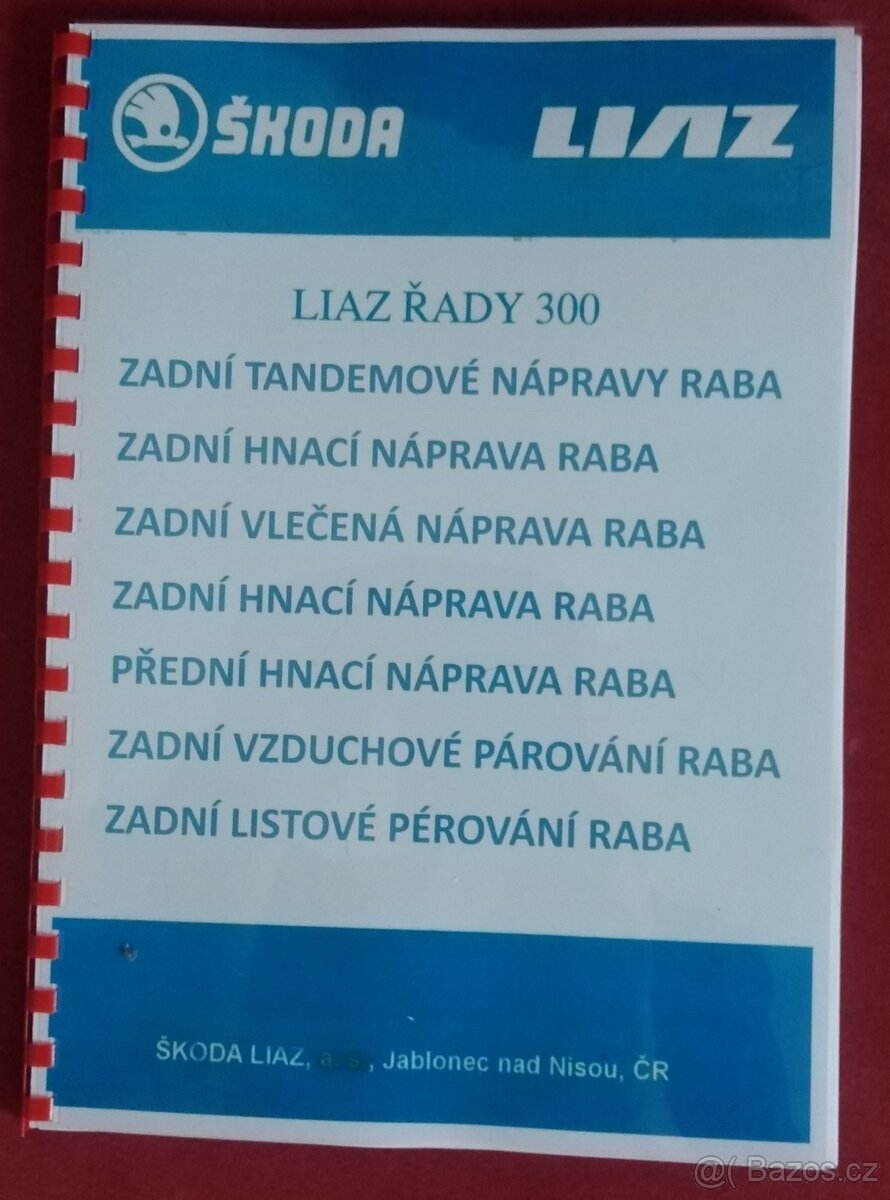 ŠKODA LIAZ
LIAZ ŘADY 300
ZADNÍ TANDEMOVÉ NÁPRAVY RABA
ZADNÍ HNACÍ NÁPRAVA RABA
ZADNÍ VLEČENÁ NÁPRAVA RABA
ZADNÍ HNACÍ NÁPRAVA RABA
PŘEDNÍ HNACÍ NÁPRAVA RABA
ZADNÍ VZDUCHOVÉ PÁROVÁNÍ RABA
ZADNÍ LISTOVÉ PÉROVÁNÍ RABA
ŠKODA LIAZ, a. s., Jablonec nad Nisou, ČR
@( Bazos.cz